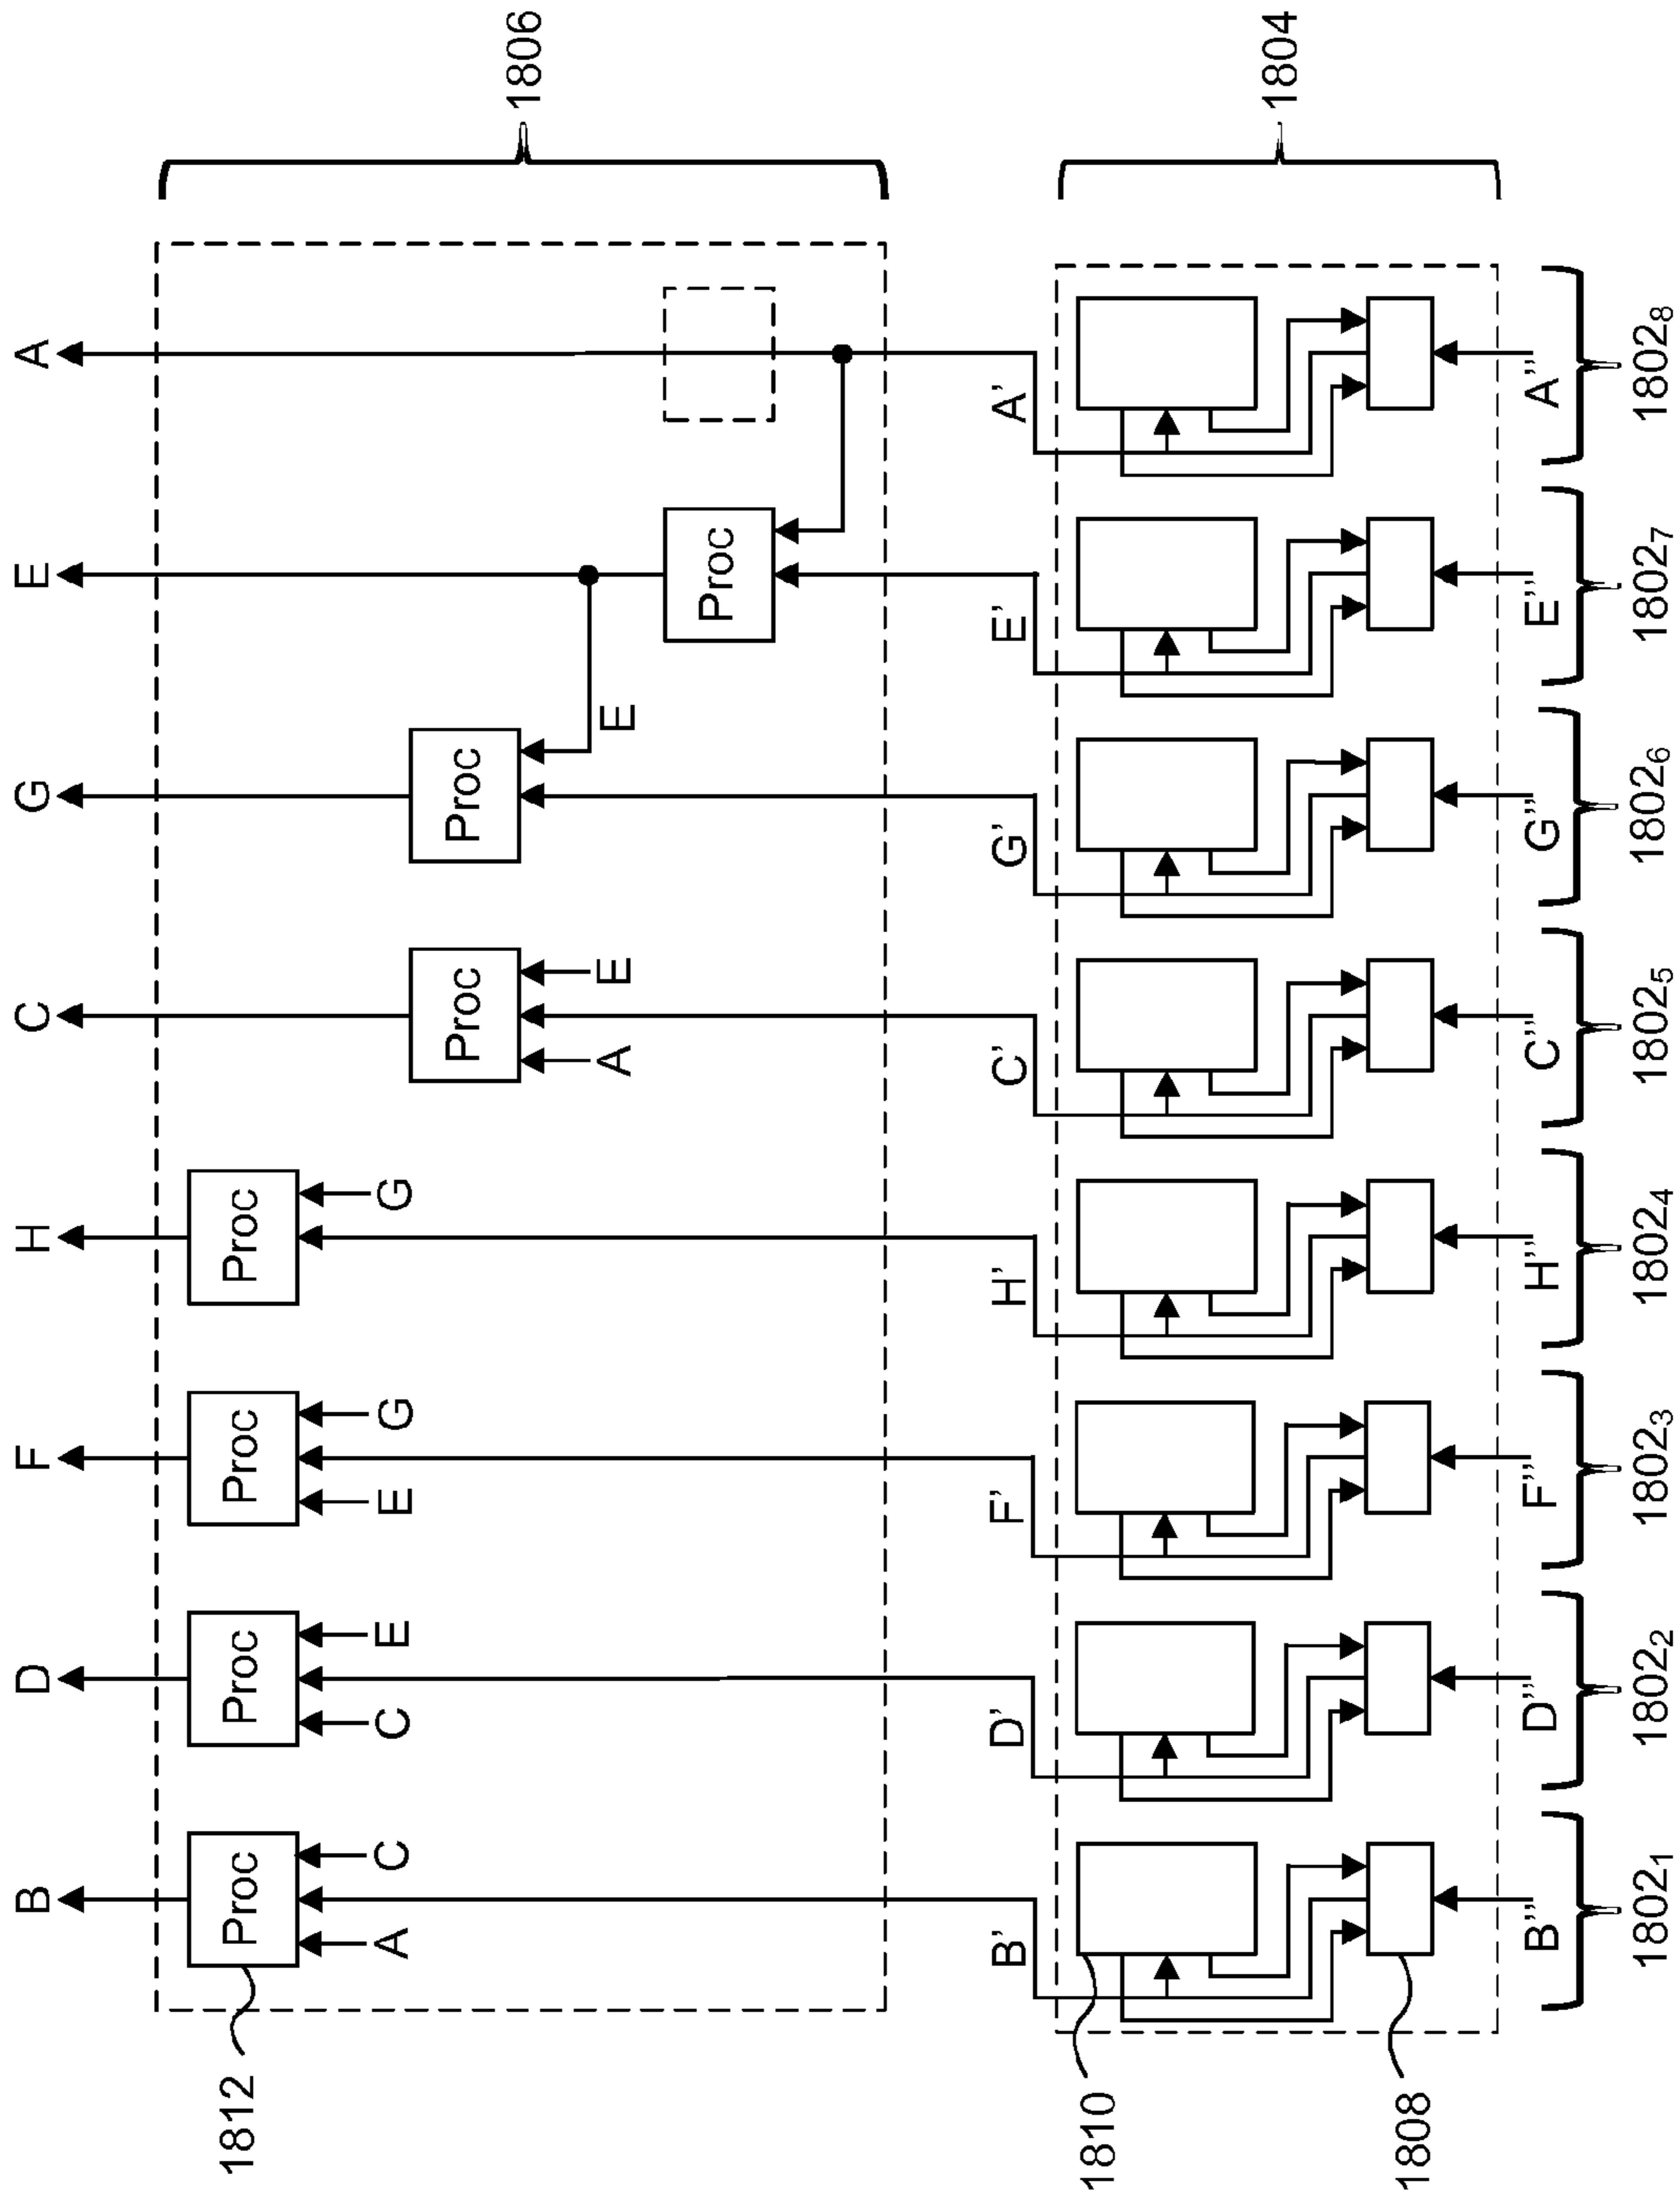 B D F H C G E A
1812 Proc Proc Proc Proc
A C C E E G G
Proc Proc
1806
A E E
Proc
B' D' F' H' C' G' E' A'
1810
1804
1808
B" D" F" H" C" G" E" A"
1802₁ 1802₂ 1802₃ 1802₄ 1802₅ 1802₆ 1802₇ 1802₈